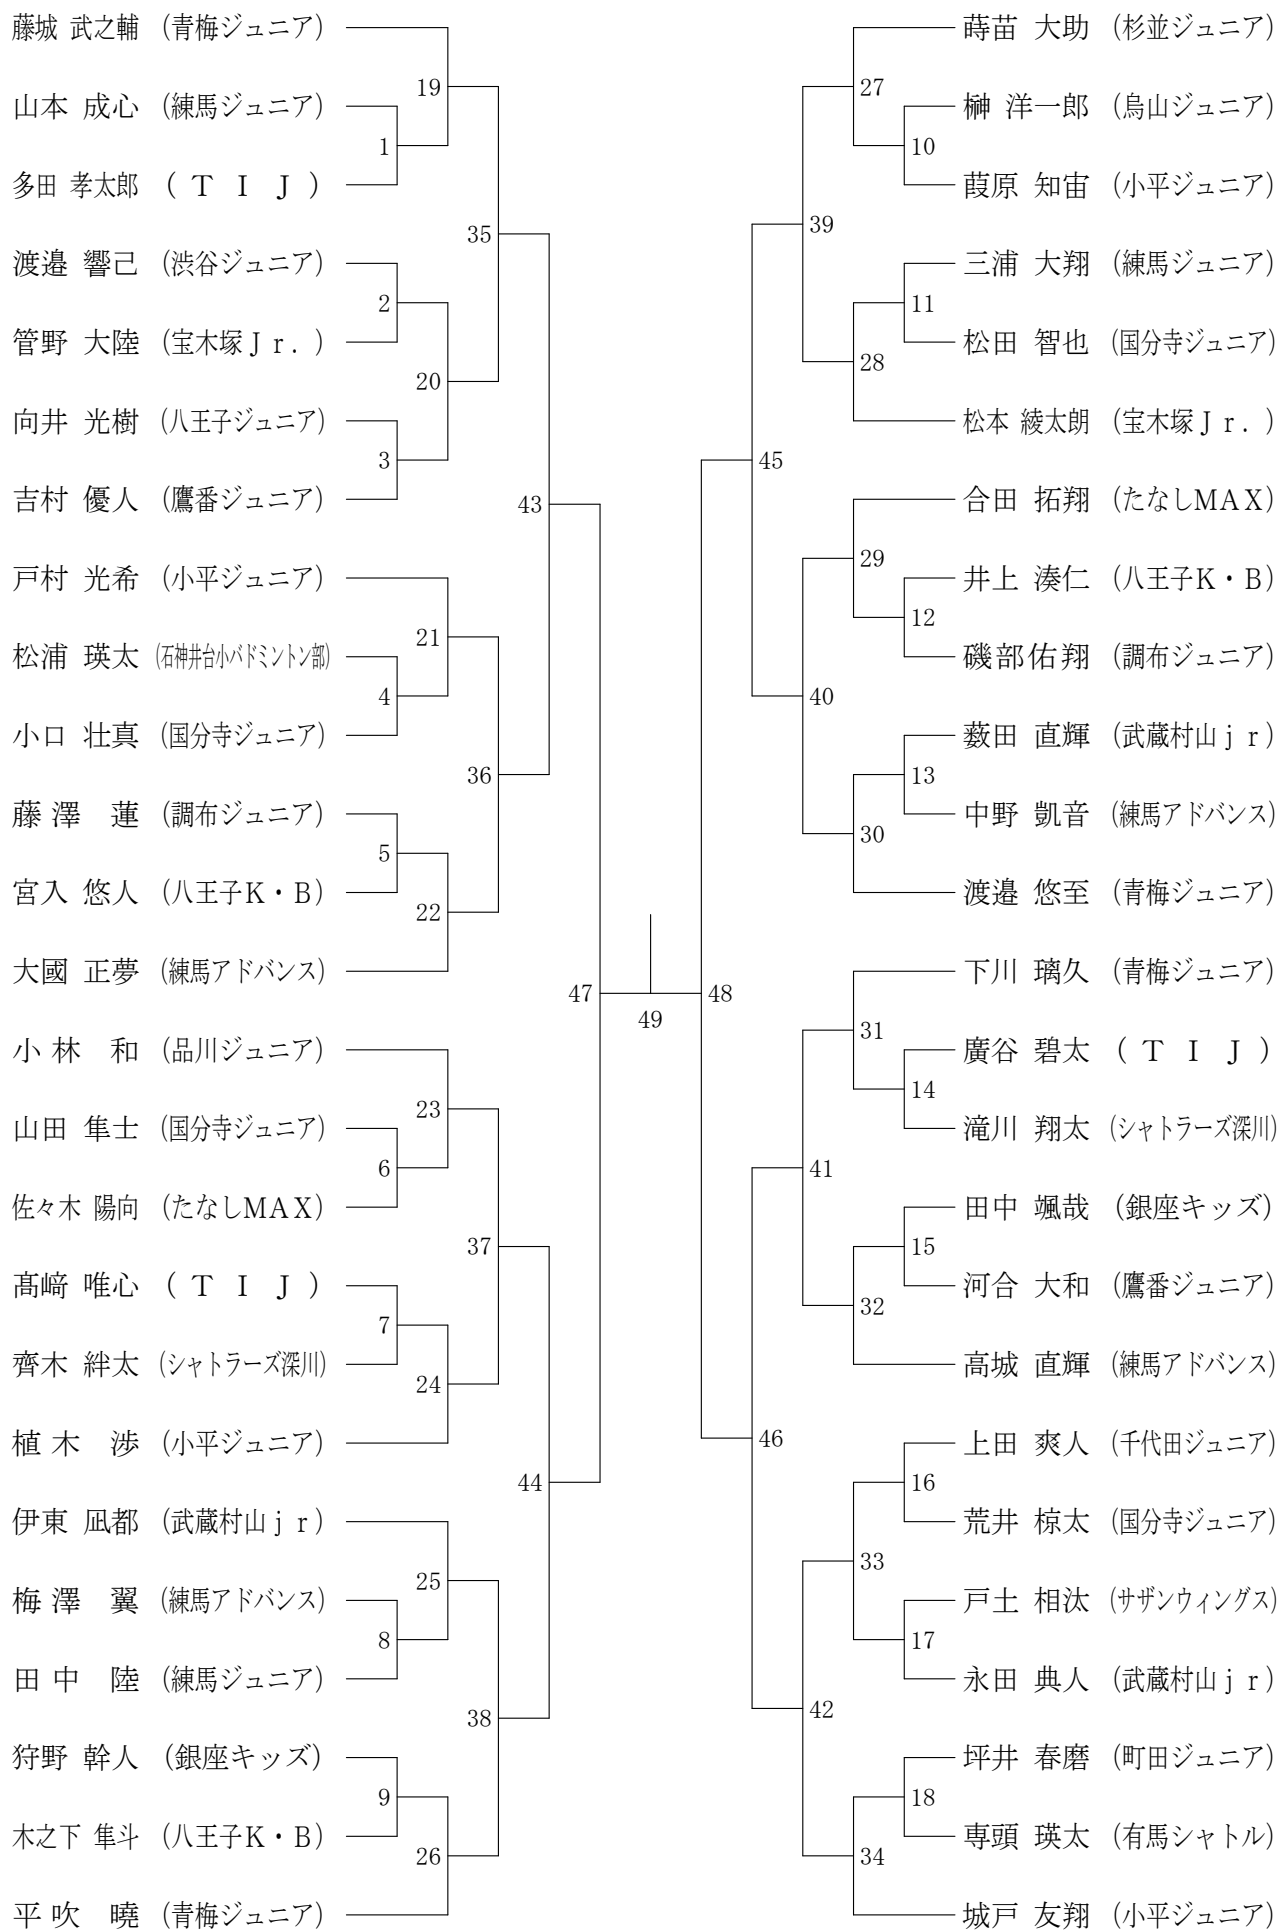 藤城 武之輔 (青梅ジュニア)
19
山本 成心 (練馬ジュニア)
1
多田 孝太郎 (ＴＩＪ)
35
渡邉 響己 (渋谷ジュニア)
2
管野 大陸 (宝木塚Ｊｒ．)
20
向井 光樹 (八王子ジュニア)
3
吉村 優人 (鷹番ジュニア)
43
戸村 光希 (小平ジュニア)
21
松浦 瑛太 (石神井台小バドミントン部)
4
小口 壮真 (国分寺ジュニア)
36
藤澤 蓮 (調布ジュニア)
5
宮入 悠人 (八王子K・B)
22
大國 正夢 (練馬アドバンス)
47
小林 和 (品川ジュニア)
23
山田 隼士 (国分寺ジュニア)
6
佐々木 陽向 (たなしMAX)
37
髙﨑 唯心 (ＴＩＪ)
7
齊木 絆太 (シャトラーズ深川)
24
植木 渉 (小平ジュニア)
44
伊東 凪都 (武蔵村山ｊｒ)
25
梅澤 翼 (練馬アドバンス)
8
田中 陸 (練馬ジュニア)
38
狩野 幹人 (銀座キッズ)
9
木之下 隼斗 (八王子K・B)
26
平吹 曉 (青梅ジュニア)
49
蒔苗 大助 (杉並ジュニア)
27
榊 洋一郎 (烏山ジュニア)
10
葭原 知宙 (小平ジュニア)
39
三浦 大翔 (練馬ジュニア)
11
松田 智也 (国分寺ジュニア)
28
松本 綾太朗 (宝木塚Ｊｒ．)
45
合田 拓翔 (たなしMAX)
29
井上 湊仁 (八王子K・B)
12
磯部佑翔 (調布ジュニア)
40
薮田 直輝 (武蔵村山ｊｒ)
13
中野 凱音 (練馬アドバンス)
30
渡邉 悠至 (青梅ジュニア)
48
下川 璃久 (青梅ジュニア)
31
廣谷 碧太 (ＴＩＪ)
14
滝川 翔太 (シャトラーズ深川)
41
田中 颯哉 (銀座キッズ)
15
河合 大和 (鷹番ジュニア)
32
高城 直輝 (練馬アドバンス)
46
上田 爽人 (千代田ジュニア)
16
荒井 椋太 (国分寺ジュニア)
33
戸土 相汰 (サザンウィングス)
17
永田 典人 (武蔵村山ｊｒ)
42
坪井 春磨 (町田ジュニア)
18
専頭 瑛太 (有馬シャトル)
34
城戸 友翔 (小平ジュニア)